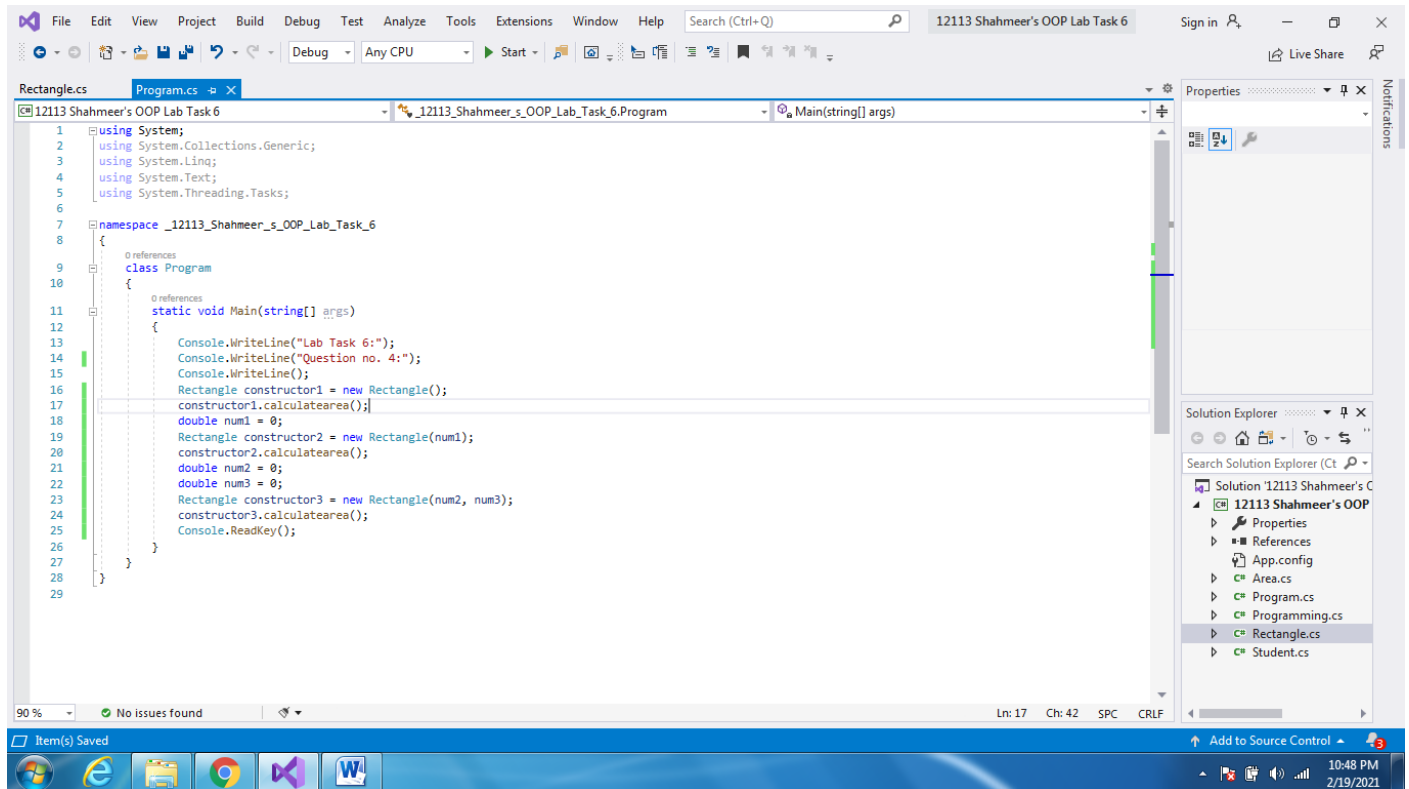 File Edit View Project Build Debug Test Analyze Tools Extensions Window Help Search (Ctrl+Q) 12113 Shahmeer's OOP Lab Task 6 Sign in
Debug Any CPU Start Live Share
Rectangle.cs Program.cs
12113 Shahmeer's OOP Lab Task 6 _12113_Shahmeer_s_OOP_Lab_Task_6.Program Main(string[] args)
1 using System;
2 using System.Collections.Generic;
3 using System.Linq;
4 using System.Text;
5 using System.Threading.Tasks;
6
7 namespace _12113_Shahmeer_s_OOP_Lab_Task_6
8 {
0 references
9 class Program
10 {
0 references
11 static void Main(string[] args)
12 {
13 Console.WriteLine("Lab Task 6:");
14 Console.WriteLine("Question no. 4:");
15 Console.WriteLine();
16 Rectangle constructor1 = new Rectangle();
17 constructor1.calculatearea();
18 double num1 = 0;
19 Rectangle constructor2 = new Rectangle(num1);
20 constructor2.calculatearea();
21 double num2 = 0;
22 double num3 = 0;
23 Rectangle constructor3 = new Rectangle(num2, num3);
24 constructor3.calculatearea();
25 Console.ReadKey();
26 }
27 }
28 }
29
90 % No issues found Ln: 17 Ch: 42 SPC CRLF
Properties
Notifications
Solution Explorer
Search Solution Explorer (Ct
Solution '12113 Shahmeer's C
C# 12113 Shahmeer's OOP
Properties
References
App.config
C# Area.cs
C# Program.cs
C# Programming.cs
C# Rectangle.cs
C# Student.cs
Item(s) Saved Add to Source Control 3
10:48 PM
2/19/2021